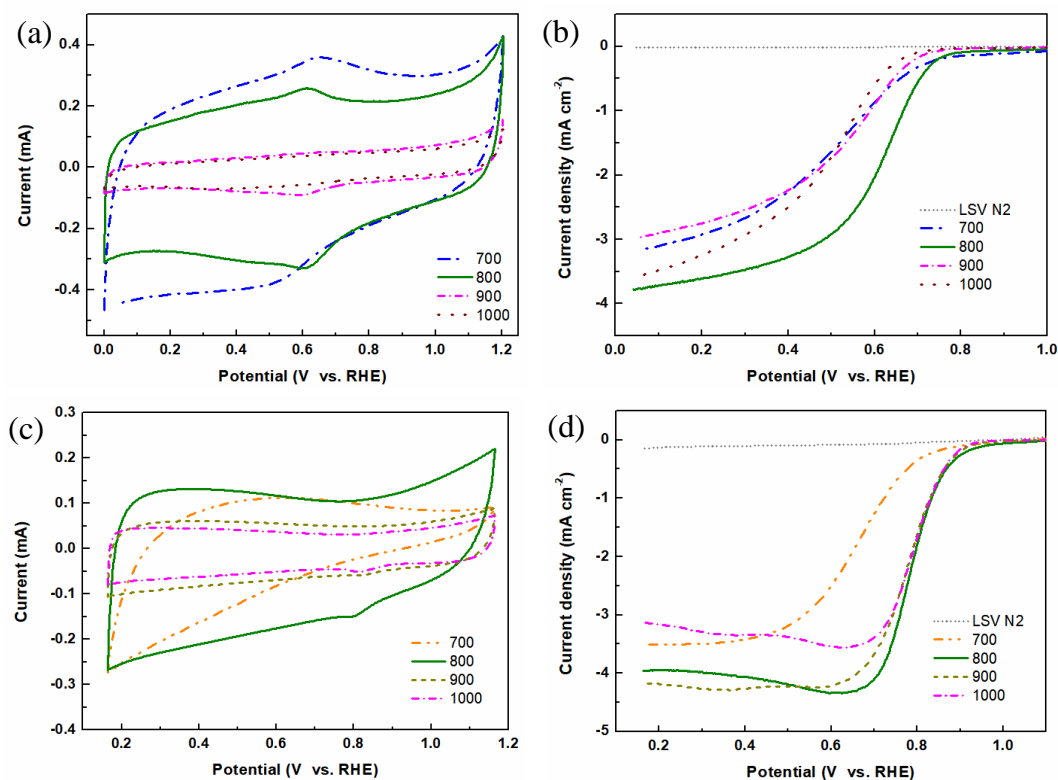 (a)
0.4
0.2
0.0
-0.2
-0.4
Current (mA)
700
800
900
1000
0.0 0.2 0.4 0.6 0.8 1.0 1.2
Potential (V vs. RHE)
(b)
0
-1
-2
-3
-4
Current density (mA cm-2)
LSV N2
700
800
900
1000
0.2 0.4 0.6 0.8 1.0
Potential (V vs. RHE)
(c)
0.3
0.2
0.1
0.0
-0.1
-0.2
-0.3
-0.4
Current (mA)
700
800
900
1000
0.2 0.4 0.6 0.8 1.0 1.2
Potential (V vs. RHE)
(d)
0
-1
-2
-3
-4
-5
Current density (mA cm-2)
LSV N2
700
800
900
1000
0.2 0.4 0.6 0.8 1.0
Potential (V vs. RHE)